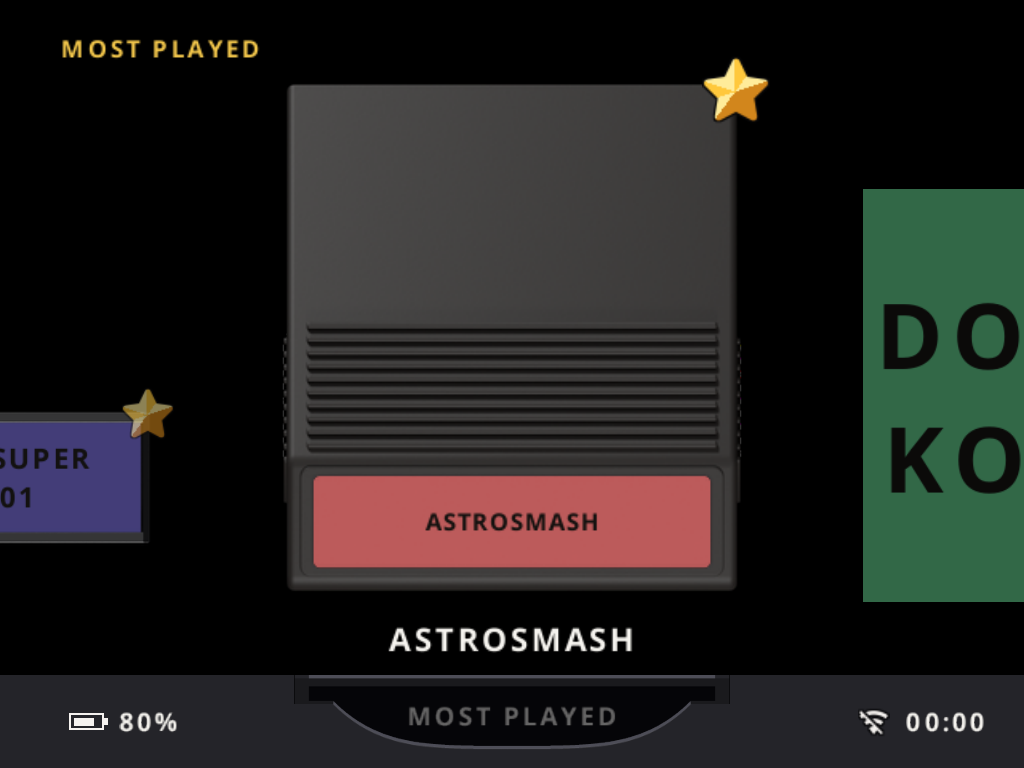 MOST PLAYED
SUPER
01
ASTROSMASH
DO
KO
ASTROSMASH
MOST PLAYED
80%
00:00